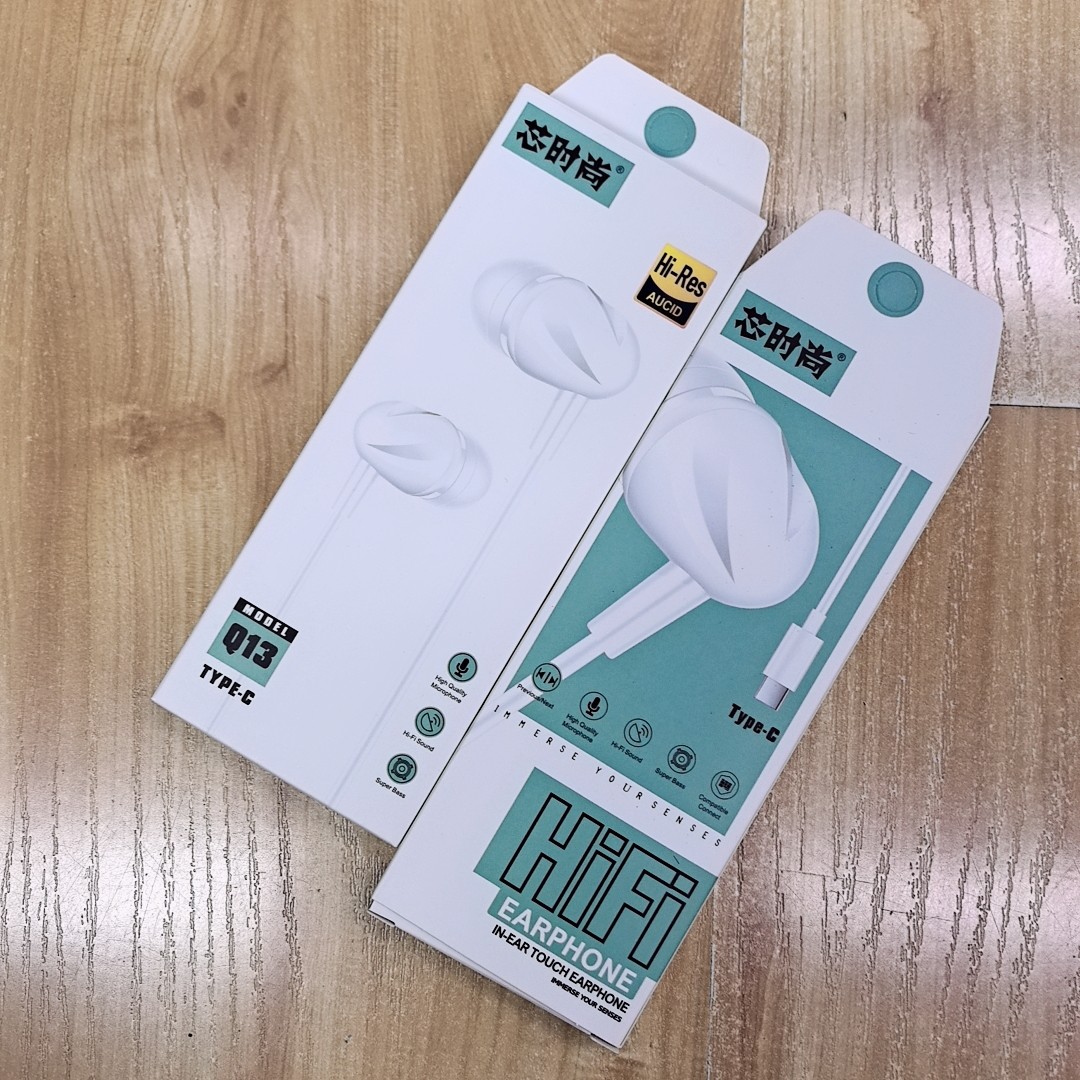 芯时尚®
Hi-Res
AUCID
MODEL
Q13
TYPE-C
High Quality
Microphone
Hi-Fi Sound
Super Bass
芯时尚®
Type-C
Previous/Next
High Quality
Microphone
Hi-Fi Sound
Super Bass
Compatible
Connect
IMMERSE YOUR SENSES
HiFi
EARPHONE
IN-EAR TOUCH EARPHONE
IMMERSE YOUR SENSES